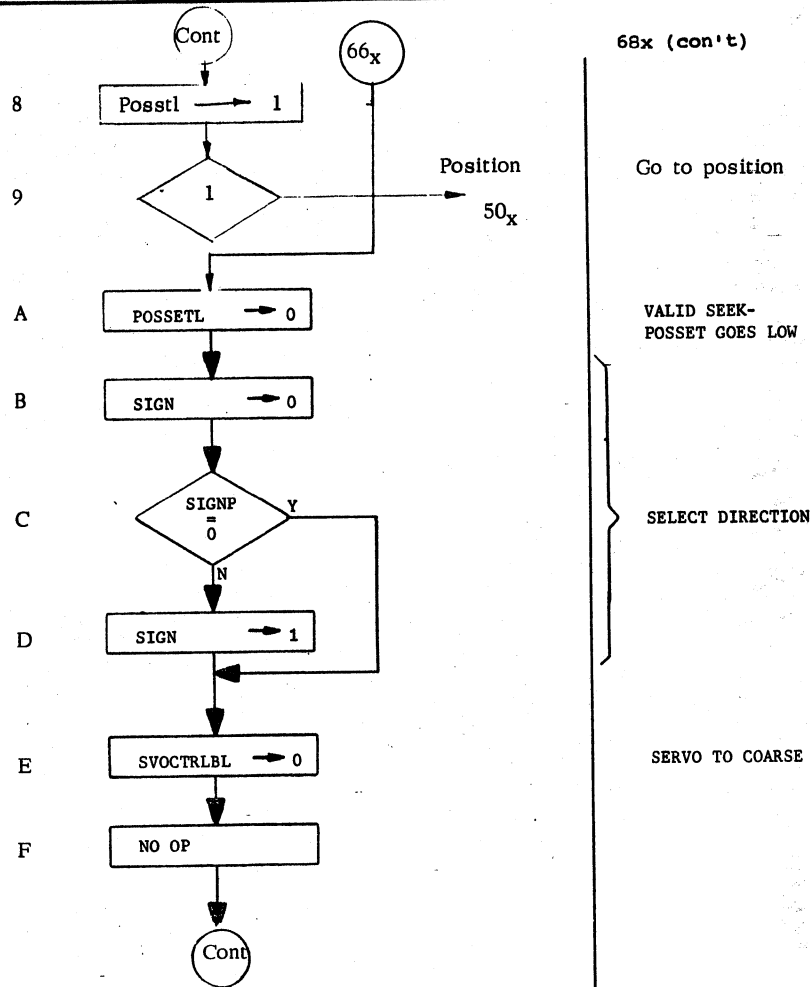 Cont
66x
68x (con't)
8
Posstl → 1
Position
Go to position
9
1
50x
A
POSSETL → 0
VALID SEEK-
POSSET GOES LOW
B
SIGN → 0
C
SIGNP
=
0
Y
SELECT DIRECTION
N
D
SIGN → 1
E
SVOCTRLBL → 0
SERVO TO COARSE
F
NO OP
Cont